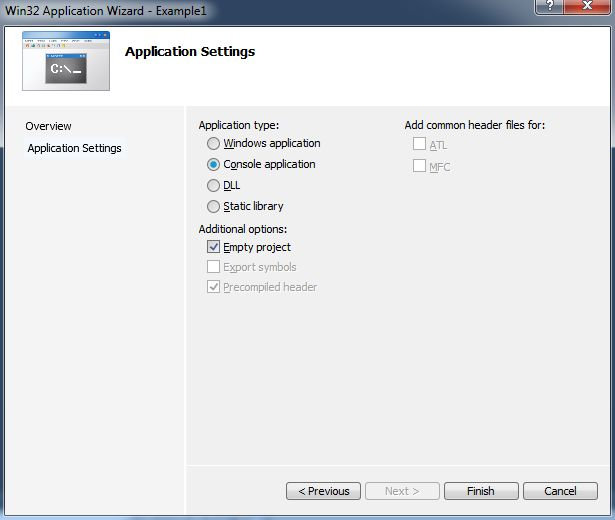 Win32 Application Wizard - Example1
Application Settings
C:\_
Overview
Application Settings
Application type:
Windows application
Console application
DLL
Static library
Additional options:
Empty project
Export symbols
Precompiled header
Add common header files for:
ATL
MFC
< Previous
Next >
Finish
Cancel